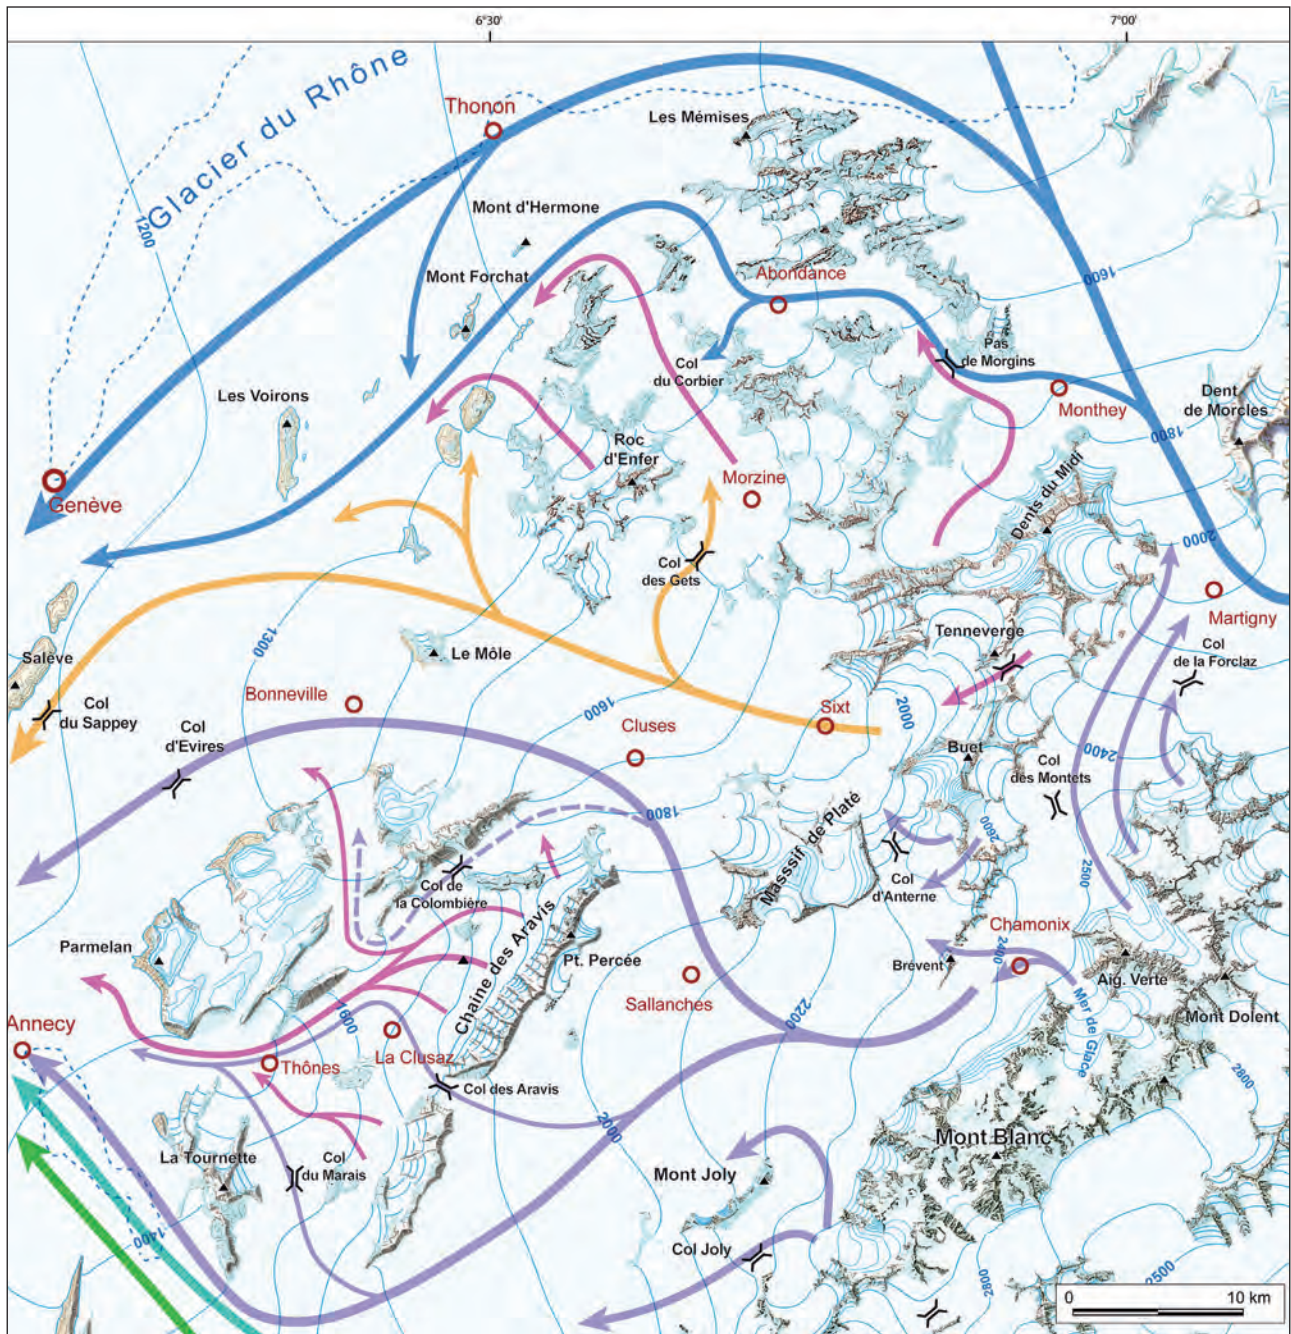 6°30'
7°00'
Glacier du Rhône
Thonon
Les Mémises
1200
Mont d'Hermone
Mont Forchat
Abondance
1600
Pas
de Morgins
Col
du Corbier
Monthey
Dent
de Morcles
1800
Les Voirons
Roc
d'Enfer
Morzine
Genève
Dents du Midi
2000
Col
des Gets
Martigny
1300
Salève
Le Môle
Tenneverge
Col
de la Forclaz
Bonneville
Col
du Sappey
Col
d'Evires
1600
Cluses
Sixt
2000
Buet
2400
Col
des Montets
1800
Masssif de Platé
2600
2500
Col
d'Anterne
Col de
la Colombière
Chaine des Aravis
Parmelan
Pt. Percée
Chamonix
2400
Brévent
Aig. Verte
Sallanches
Mer de Glace
Mont Dolent
2200
Annecy
1600
La Clusaz
Thônes
Col des Aravis
2000
2800
Mont Blanc
La Tournette
Col
du Marais
Mont Joly
1400
Col Joly
2800
2500
0
10 km